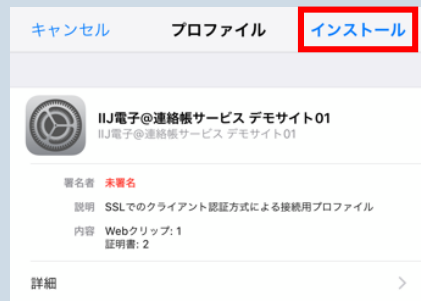 キャンセル プロファイル インストール
IIJ電子@連絡帳サービス デモサイト01
IIJ電子@連絡帳サービス デモサイト01
署名者 未署名
説明 SSLでのクライアント認証方式による接続用プロファイル
内容 Webクリップ: 1
証明書: 2
詳細